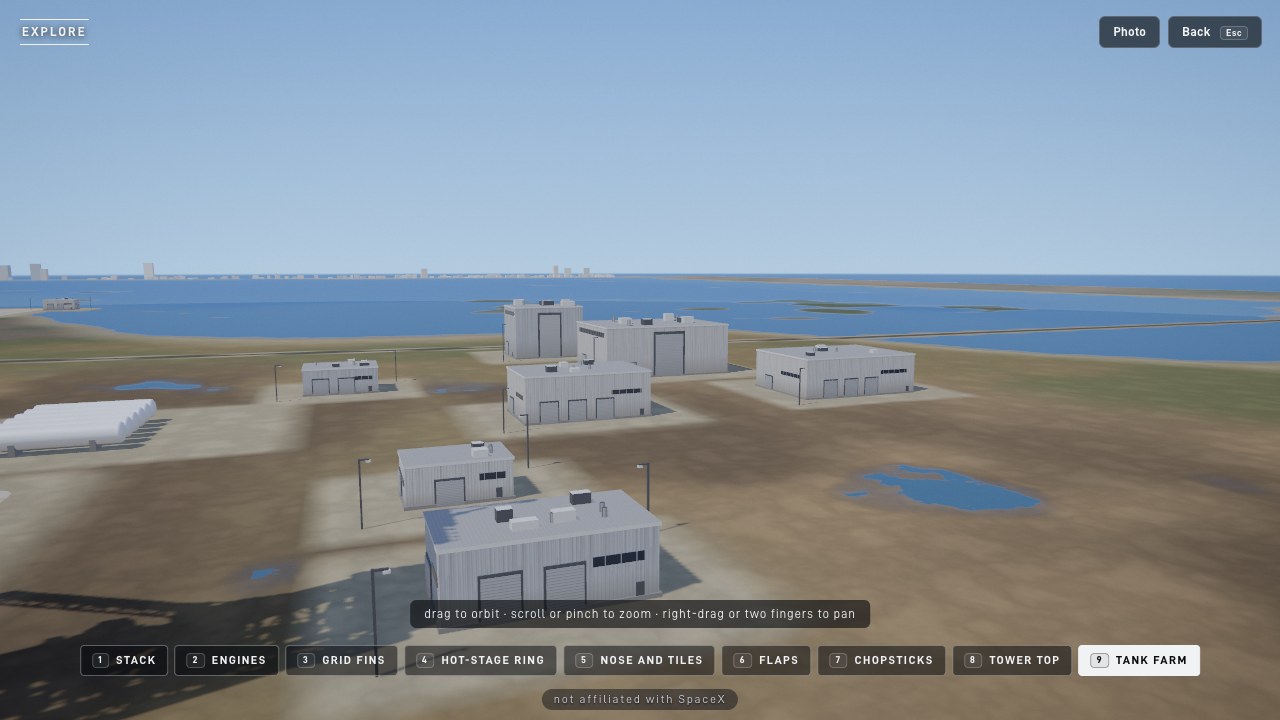 EXPLORE
Photo
Back Esc
drag to orbit · scroll or pinch to zoom · right-drag or two fingers to pan
1 STACK
2 ENGINES
3 GRID FINS
4 HOT-STAGE RING
5 NOSE AND TILES
6 FLAPS
7 CHOPSTICKS
8 TOWER TOP
9 TANK FARM
not affiliated with SpaceX